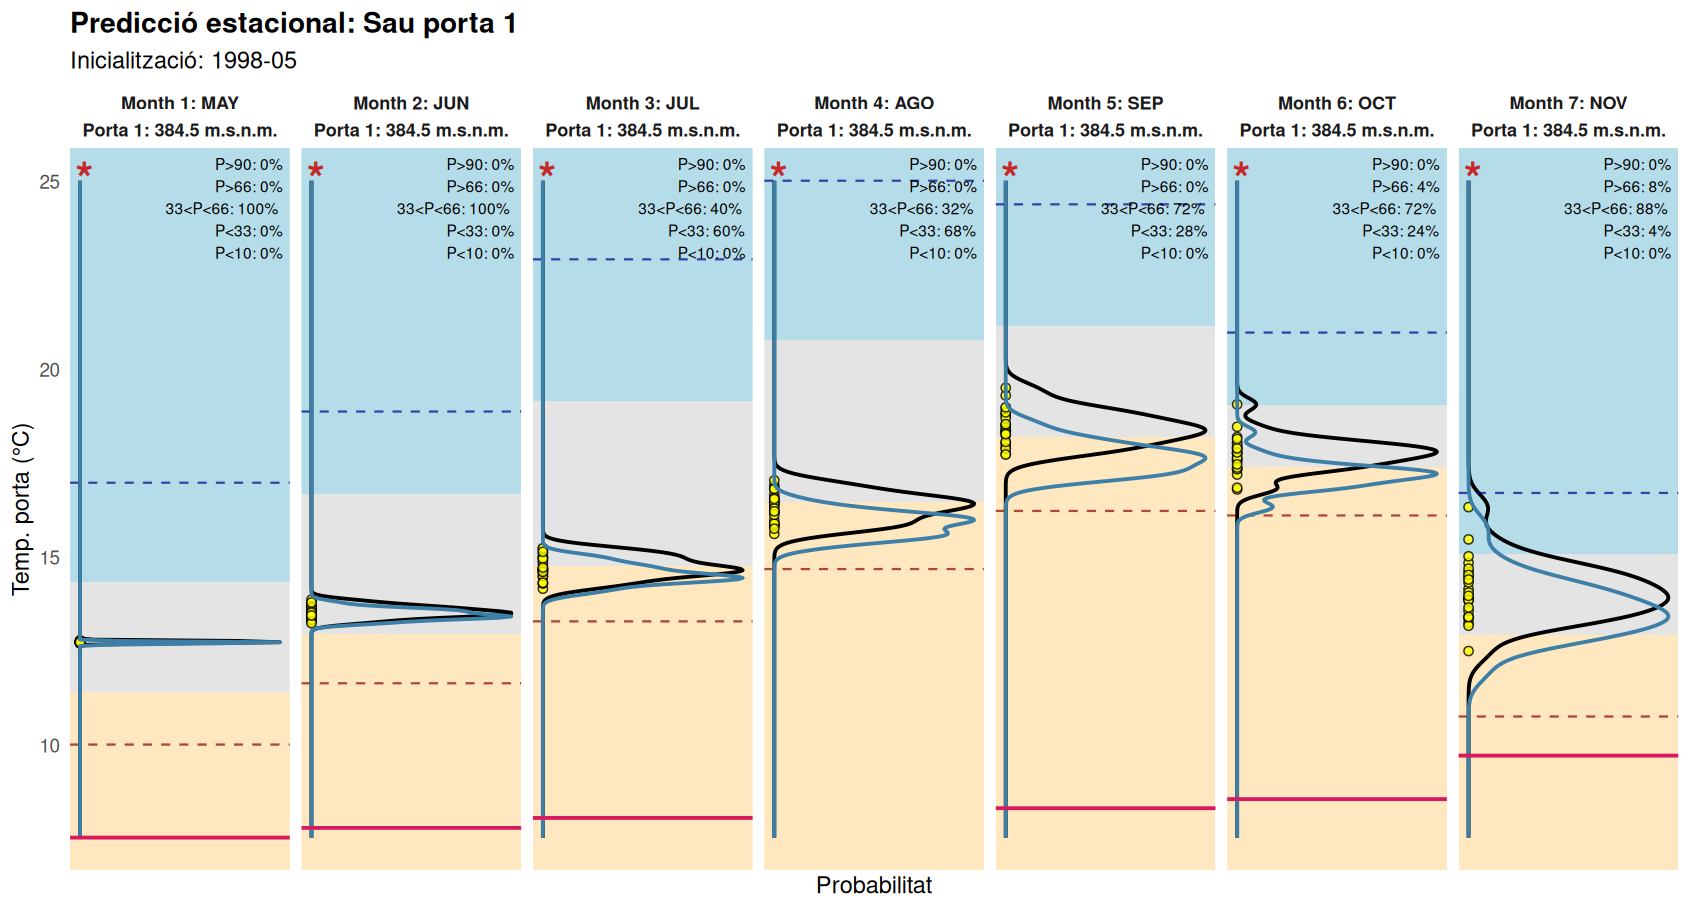 Predicció estacional: Sau porta 1
Inicialització: 1998-05
Month 1: MAY
Porta 1: 384.5 m.s.n.m.
Month 2: JUN
Porta 1: 384.5 m.s.n.m.
Month 3: JUL
Porta 1: 384.5 m.s.n.m.
Month 4: AGO
Porta 1: 384.5 m.s.n.m.
Month 5: SEP
Porta 1: 384.5 m.s.n.m.
Month 6: OCT
Porta 1: 384.5 m.s.n.m.
Month 7: NOV
Porta 1: 384.5 m.s.n.m.
Temp. porta (°C)
25
20
15
10
*
P>90: 0%
P>66: 0%
33<P<66: 100%
P<33: 0%
P<10: 0%
*
P>90: 0%
P>66: 0%
33<P<66: 100%
P<33: 0%
P<10: 0%
*
P>90: 0%
P>66: 0%
33<P<66: 40%
P<33: 60%
P<10: 0%
*
P>90: 0%
P>66: 0%
33<P<66: 32%
P<33: 68%
P<10: 0%
*
P>90: 0%
P>66: 0%
33<P<66: 72%
P<33: 28%
P<10: 0%
*
P>90: 0%
P>66: 4%
33<P<66: 72%
P<33: 24%
P<10: 0%
*
P>90: 0%
P>66: 8%
33<P<66: 88%
P<33: 4%
P<10: 0%
Probabilitat